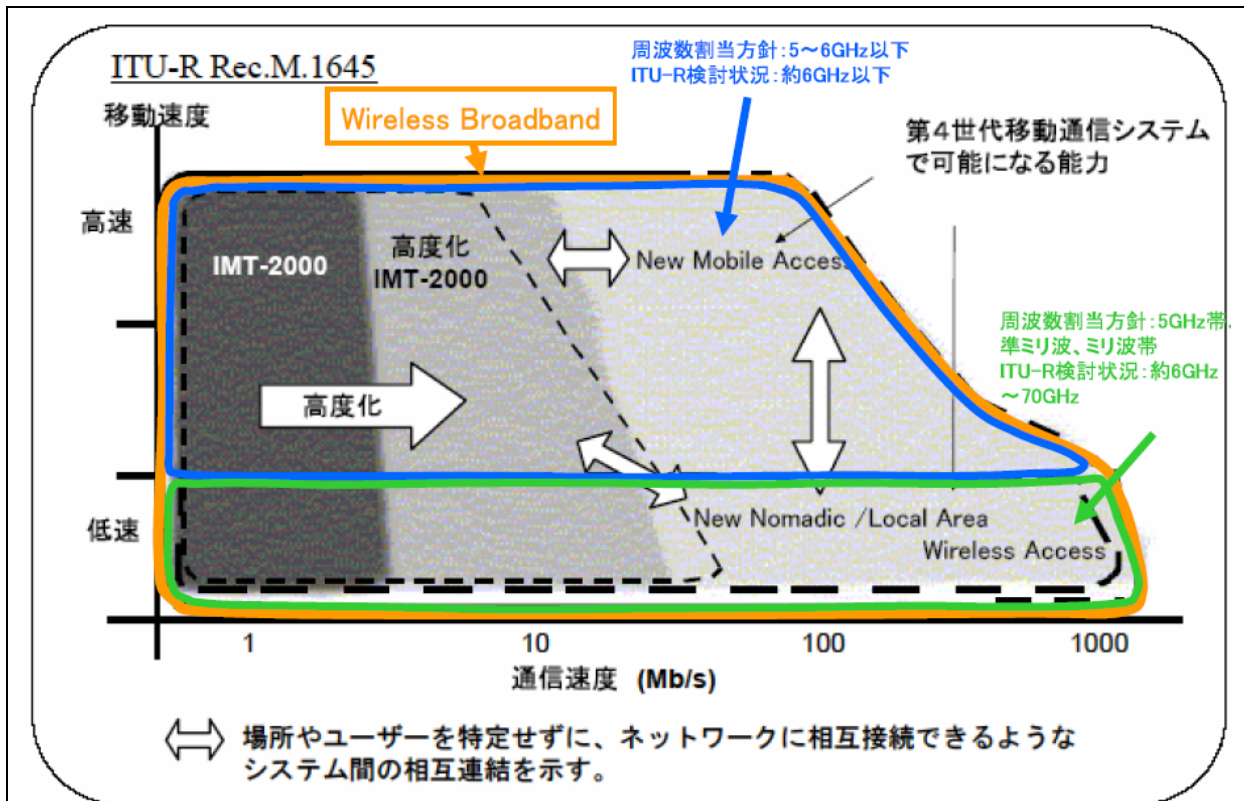 ITU-R Rec.M.1645
周波数割当方針:5～6GHz以下
ITU-R検討状況:約6GHz以下
移動速度
Wireless Broadband
第4世代移動通信システム
で可能になる能力
高速
IMT-2000
高度化
IMT-2000
New Mobile Access
周波数割当方針:5GHz帯、
準ミリ波、ミリ波帯
ITU-R検討状況:約6GHz
～70GHz
高度化
低速
New Nomadic /Local Area
Wireless Access
1
10
100
1000
通信速度 (Mb/s)
場所やユーザーを特定せずに、ネットワークに相互接続できるような
システム間の相互連結を示す。